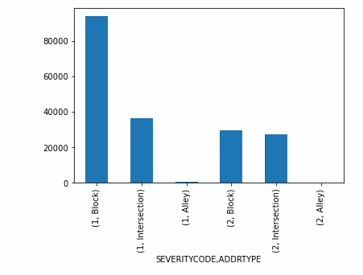 80000
60000
40000
20000
0
(1, Block)
(1, Intersection)
(1, Alley)
(2, Block)
(2, Intersection)
(2, Alley)
SEVERITYCODE,ADDRTYPE